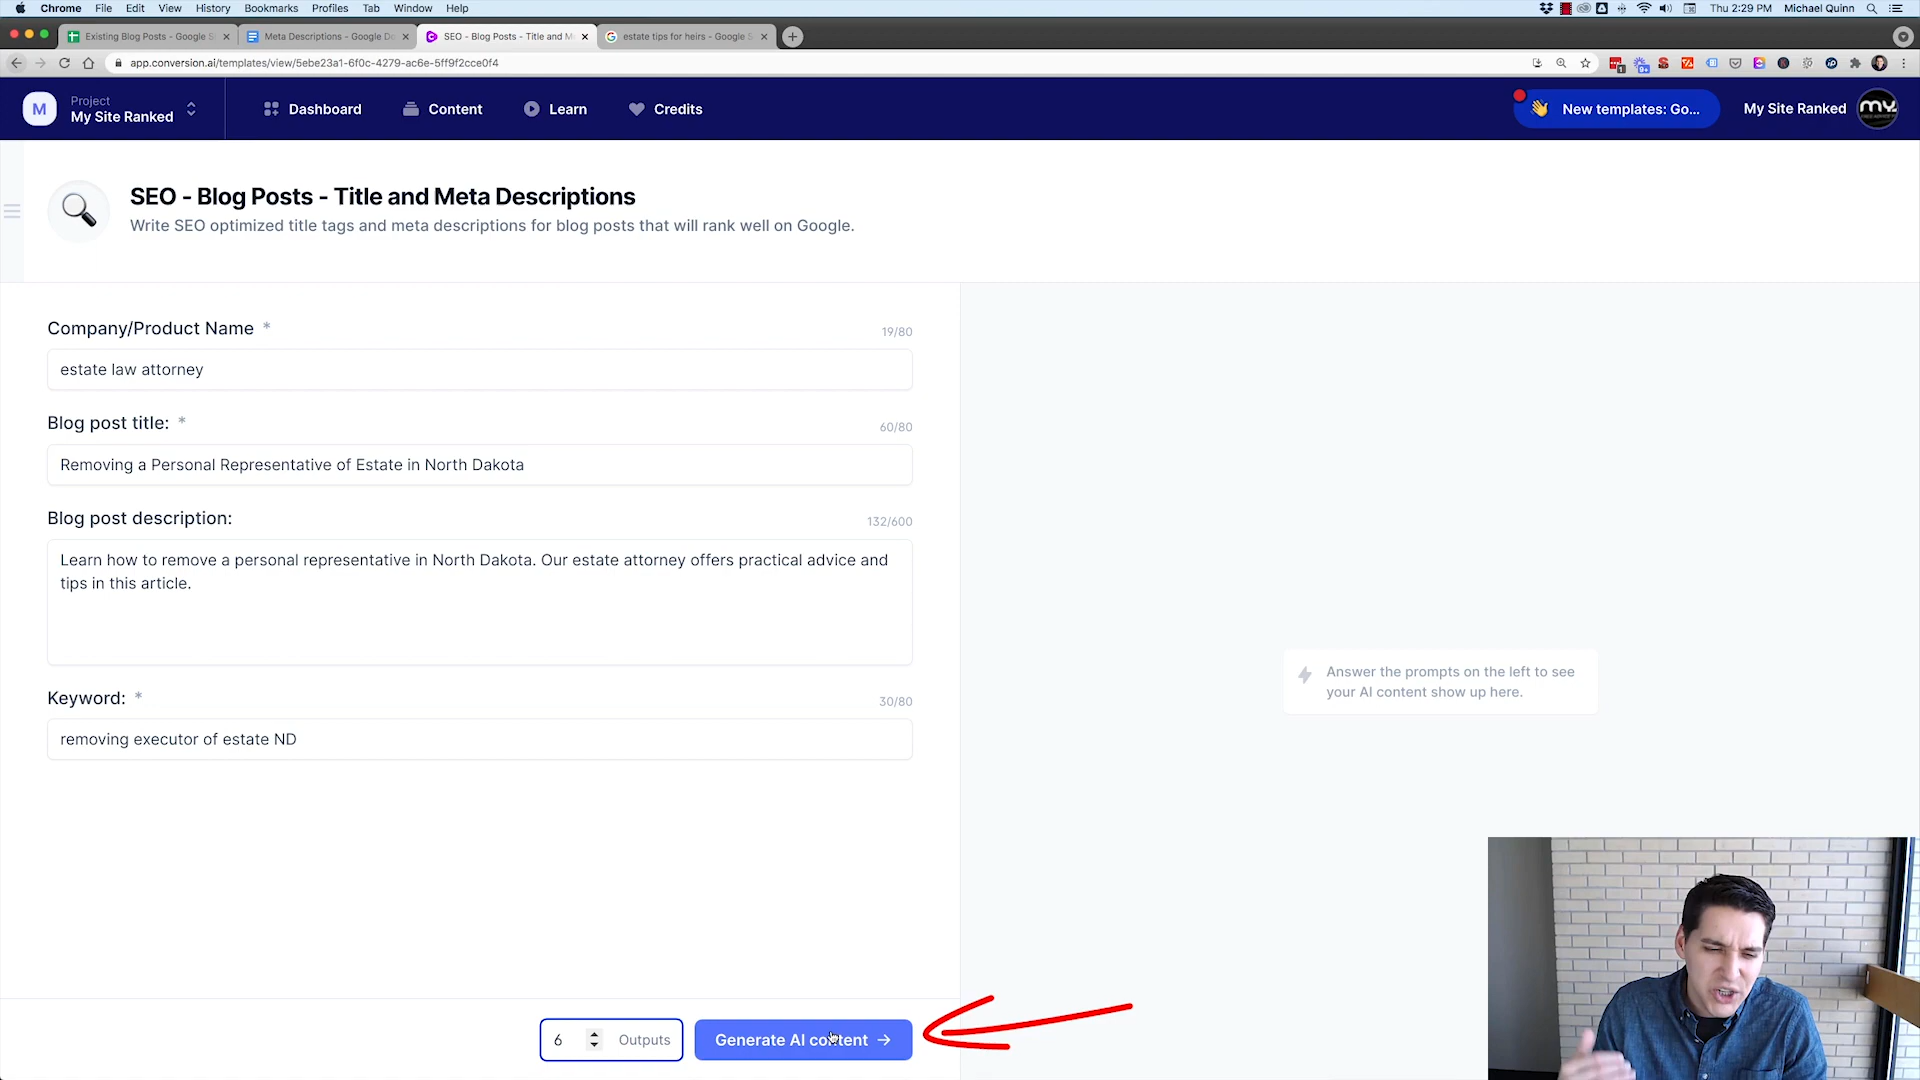 Chrome File Edit View History Bookmarks Profiles Tab Window Help
Thu 2:29 PM Michael Quinn
Existing Blog Posts - Google S
Meta Descriptions - Google Do
SEO - Blog Posts - Title and M
estate tips for heirs - Google S
app.conversion.ai/templates/view/5ebe23a1-6f0c-4279-ac6e-5ff9f2cce0f4
M
Project
My Site Ranked
Dashboard
Content
Learn
Credits
New templates: Go...
My Site Ranked
my.
SEO - Blog Posts - Title and Meta Descriptions
Write SEO optimized title tags and meta descriptions for blog posts that will rank well on Google.
Company/Product Name *
19/80
estate law attorney
Blog post title: *
60/80
Removing a Personal Representative of Estate in North Dakota
Blog post description:
132/600
Learn how to remove a personal representative in North Dakota. Our estate attorney offers practical advice and
tips in this article.
Keyword: *
30/80
removing executor of estate ND
Answer the prompts on the left to see
your AI content show up here.
6 Outputs
Generate AI content →